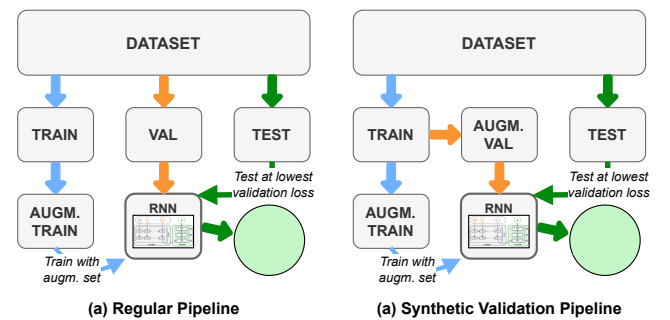 DATASET
TRAIN
VAL
TEST
Test at lowest
validation loss
AUGM.
TRAIN
RNN
Train with
augm. set
(a) Regular Pipeline
DATASET
TRAIN
AUGM.
VAL
TEST
Test at lowest
validation loss
AUGM.
TRAIN
RNN
Train with
augm. set
(a) Synthetic Validation Pipeline